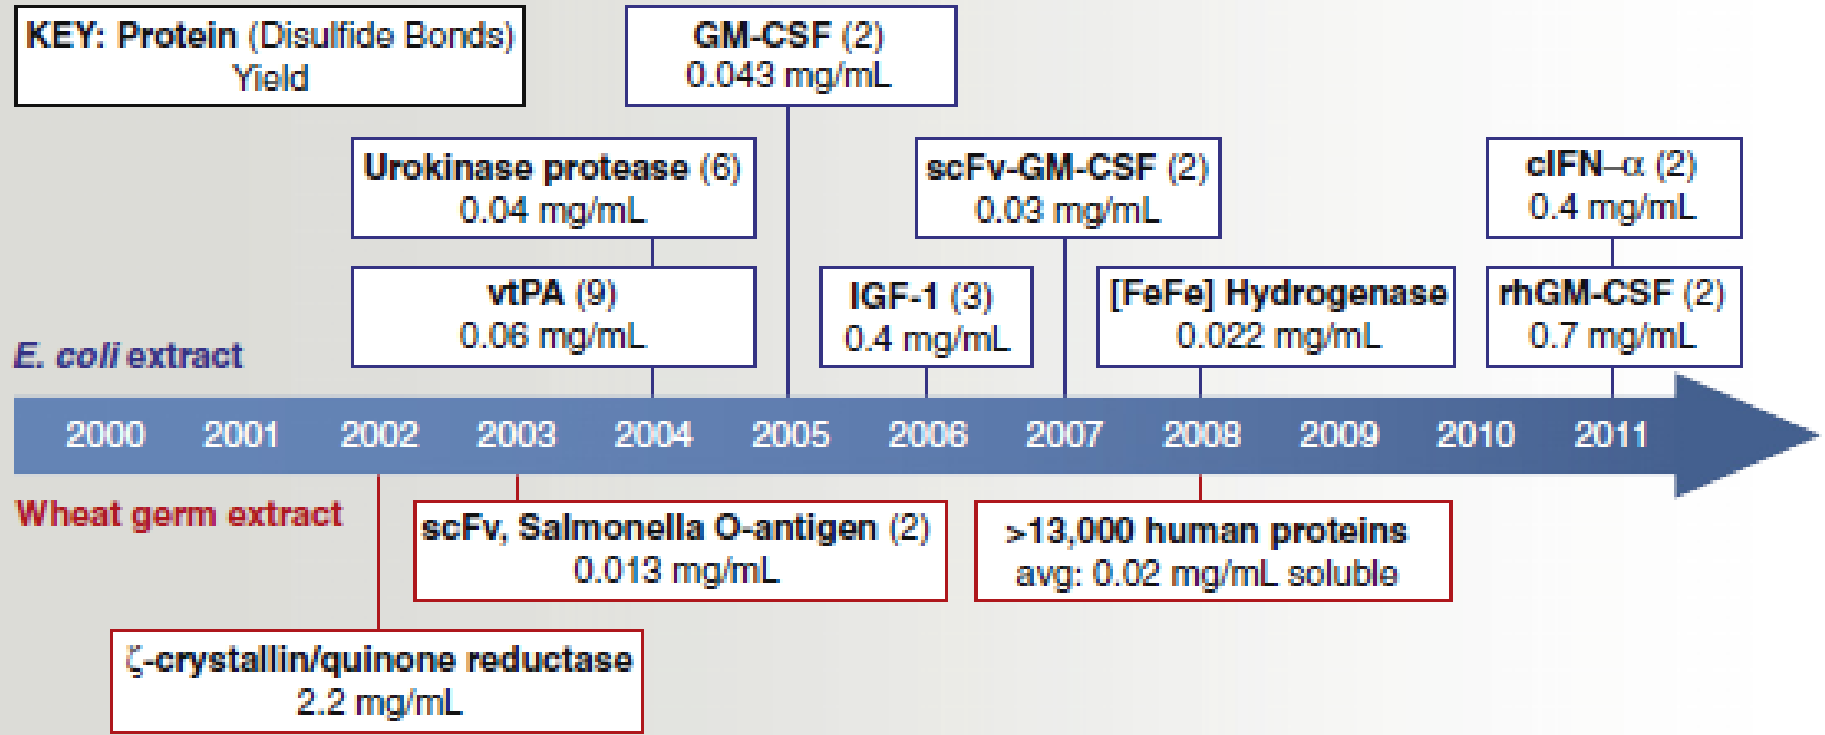 KEY: Protein (Disulfide Bonds)
Yield
GM-CSF (2)
0.043 mg/mL
Urokinase protease (6)
0.04 mg/mL
scFv-GM-CSF (2)
0.03 mg/mL
cIFN–α (2)
0.4 mg/mL
vtPA (9)
0.06 mg/mL
IGF-1 (3)
0.4 mg/mL
[FeFe] Hydrogenase
0.022 mg/mL
rhGM-CSF (2)
0.7 mg/mL
E. coli extract
2000 2001 2002 2003 2004 2005 2006 2007 2008 2009 2010 2011
Wheat germ extract
scFv, Salmonella O-antigen (2)
0.013 mg/mL
>13,000 human proteins
avg: 0.02 mg/mL soluble
ζ-crystallin/quinone reductase
2.2 mg/mL